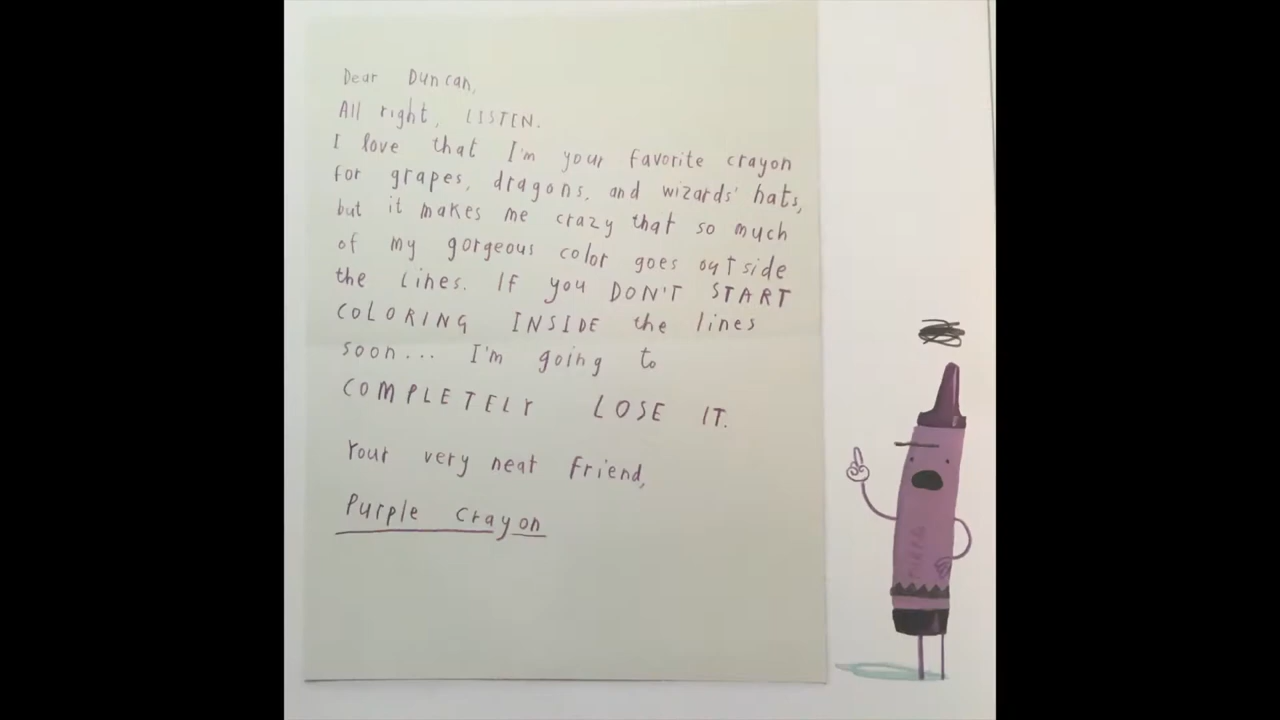 Dear Duncan,
All right, LISTEN.
I love that I'm your favorite crayon
for grapes, dragons, and wizards' hats,
but it makes me crazy that so much
of my gorgeous color goes outside
the lines. If you DON'T START
COLORING INSIDE the lines
soon... I'm going to
COMPLETELY LOSE IT.
Your very neat friend,
Purple Crayon